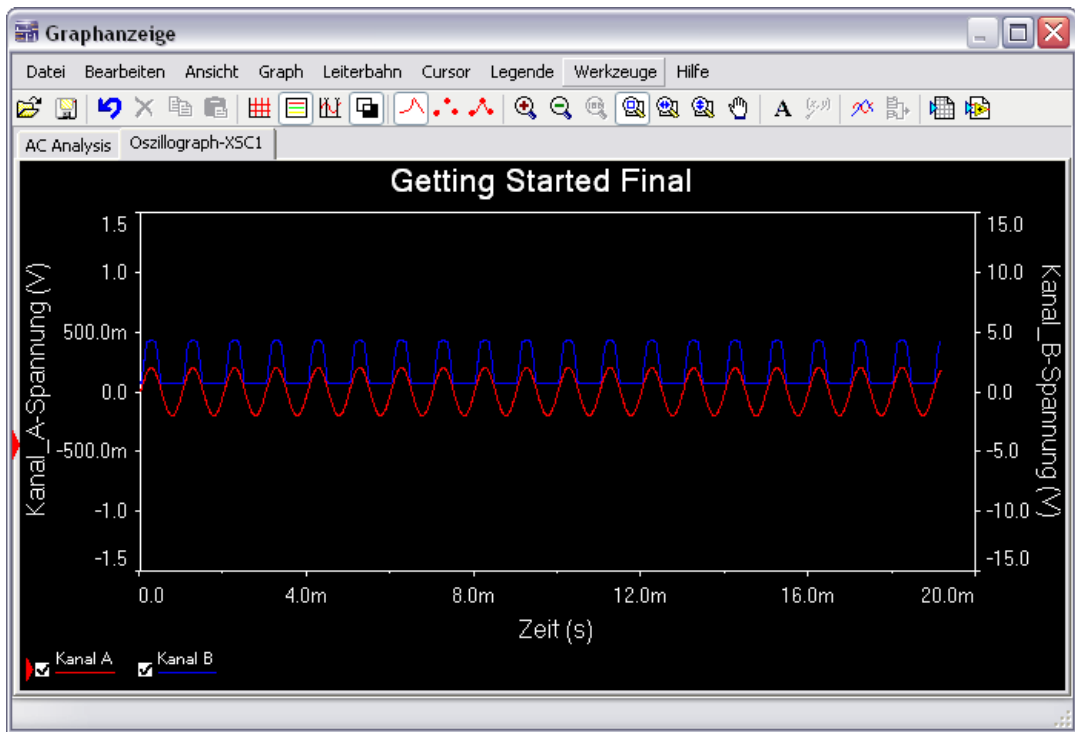 Graphanzeige
Datei Bearbeiten Ansicht Graph Leiterbahn Cursor Legende Werkzeuge Hilfe
A
AC Analysis Oszillograph-XSC1
Getting Started Final
Kanal_A-Spannung (V)
1.5
1.0
500.0m
0.0
-500.0m
-1.0
-1.5
15.0
10.0
5.0
0.0
-5.0
-10.0
-15.0
Kanal_B-Spannung (V)
0.0 4.0m 8.0m 12.0m 16.0m 20.0m
Zeit (s)
Kanal A Kanal B